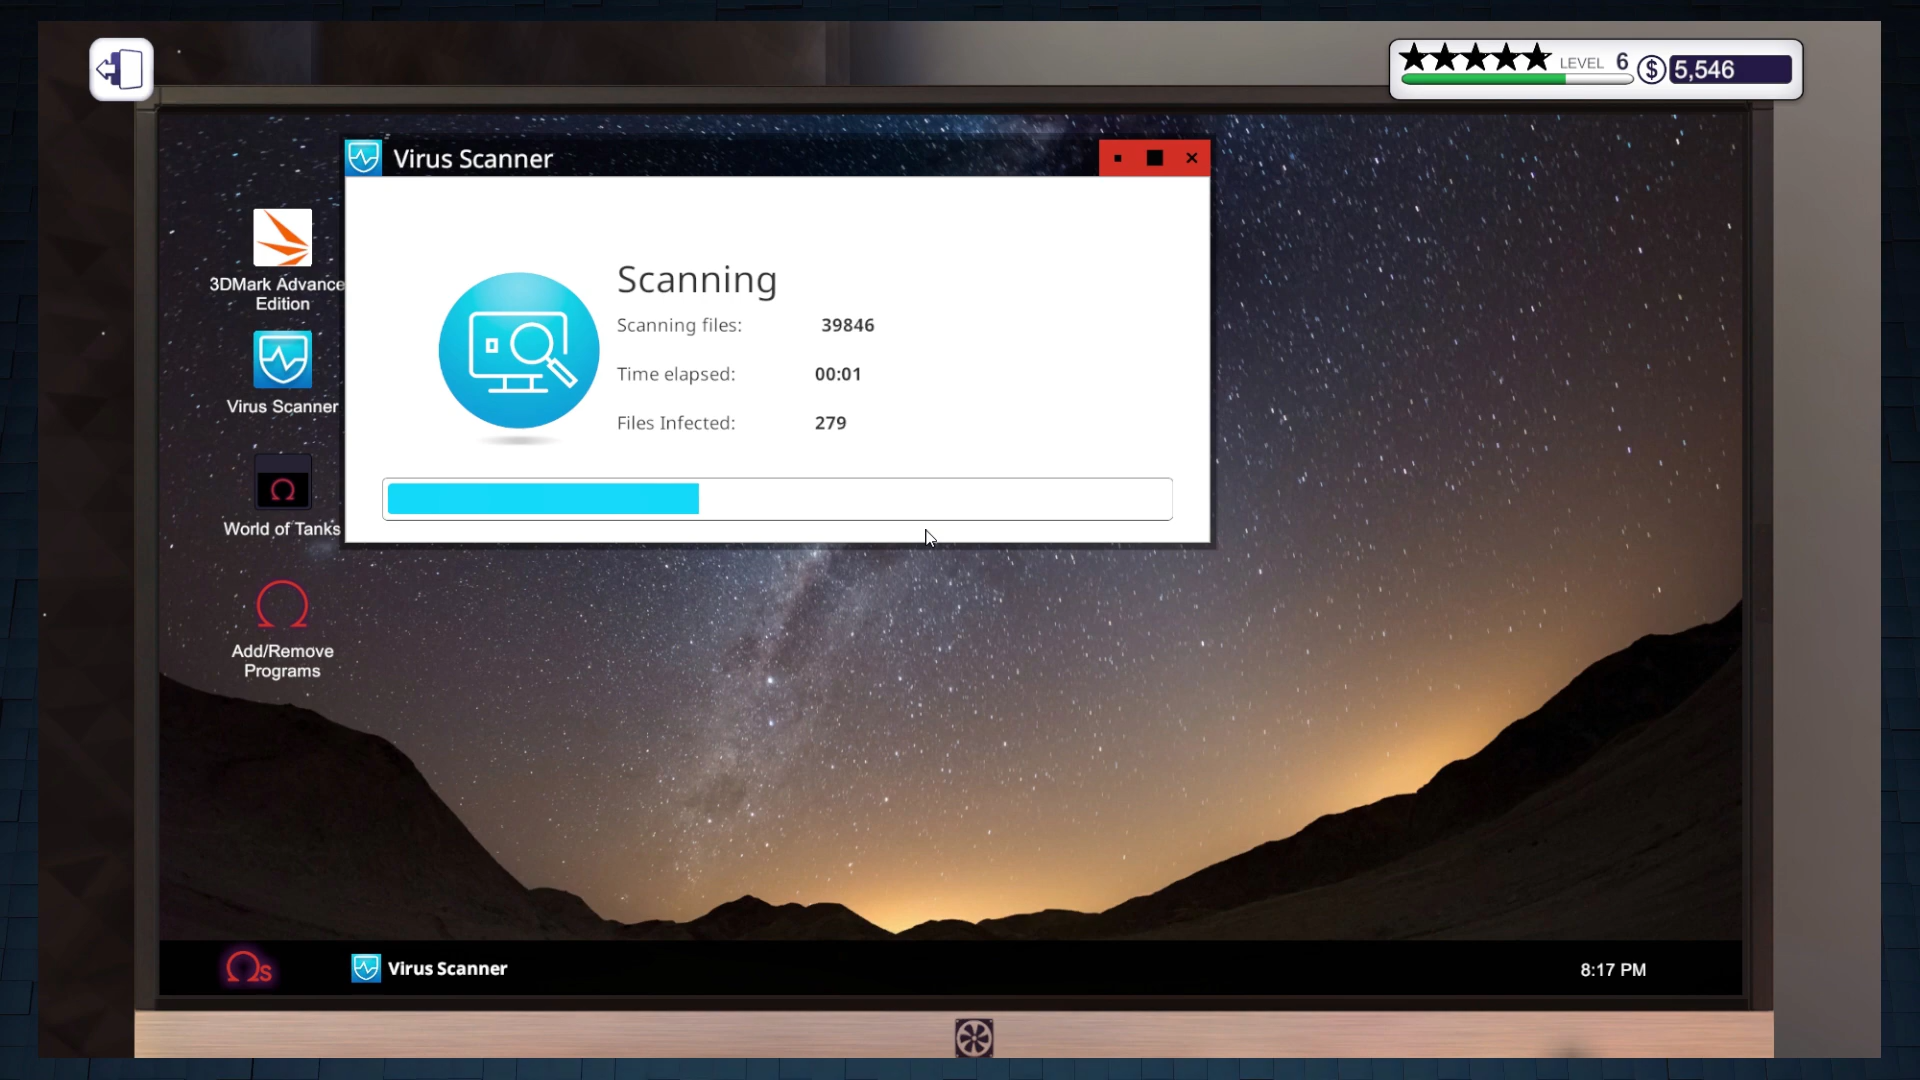 LEVEL 6 $ 5,546
Virus Scanner
3DMark Advance
Edition
Virus Scanner
World of Tanks
Add/Remove
Programs
Scanning
Scanning files: 39846
Time elapsed: 00:01
Files Infected: 279
Ωs
Virus Scanner
8:17 PM